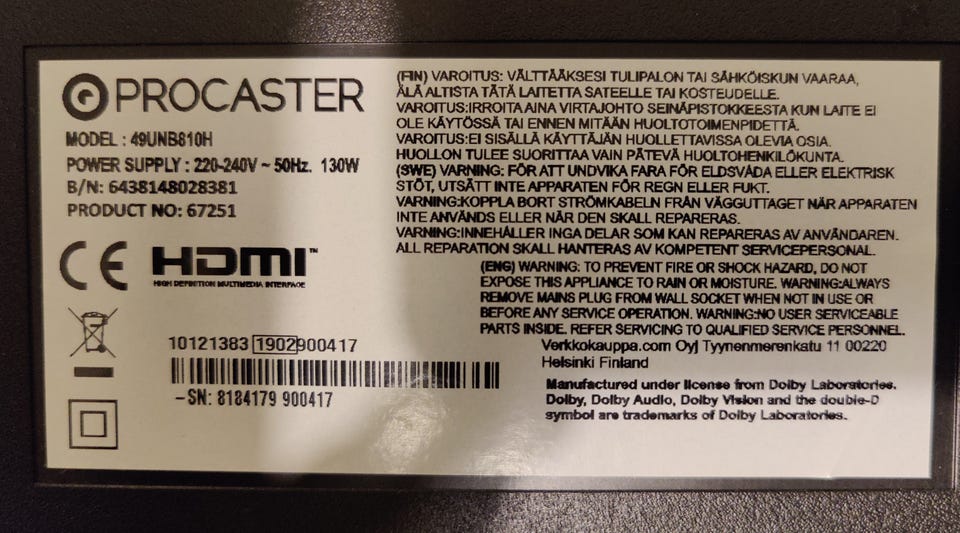 PROCASTER
MODEL : 49UNB810H
POWER SUPPLY : 220-240V ~ 50Hz. 130W
B/N: 6438148028381
PRODUCT NO: 67251
CE HDMI™
HIGH DEFINITION MULTIMEDIA INTERFACE
10121383 1902900417
-SN: 8184179 900417
(FIN) VAROITUS: VÄLTTÄÄKSESI TULIPALON TAI SÄHKÖISKUN VAARAA,
ÄLÄ ALTISTA TÄTÄ LAITETTA SATEELLE TAI KOSTEUDELLE.
VAROITUS:IRROITA AINA VIRTAJOHTO SEINÄPISTOKKEESTA KUN LAITE EI
OLE KÄYTÖSSÄ TAI ENNEN MITÄÄN HUOLTOTOIMENPIDETTÄ.
VAROITUS:EI SISÄLLÄ KÄYTTÄJÄN HUOLLETTAVISSA OLEVIA OSIA.
HUOLLON TULEE SUORITTAA VAIN PÄTEVÄ HUOLTOHENKILÖKUNTA.
(SWE) VARNING: FÖR ATT UNDVIKA FARA FÖR ELDSVÅDA ELLER ELEKTRISK
STÖT, UTSÄTT INTE APPARATEN FÖR REGN ELLER FUKT.
VARNING:KOPPLA BORT STRÖMKABELN FRÅN VÄGGUTTAGET NÄR APPARATEN
INTE ANVÄNDS ELLER NÄR DEN SKALL REPARERAS.
VARNING:INNEHÅLLER INGA DELAR SOM KAN REPARERAS AV ANVÄNDAREN.
ALL REPARATION SKALL HANTERAS AV KOMPETENT SERVICEPERSONAL.
(ENG) WARNING: TO PREVENT FIRE OR SHOCK HAZARD, DO NOT
EXPOSE THIS APPLIANCE TO RAIN OR MOISTURE. WARNING:ALWAYS
REMOVE MAINS PLUG FROM WALL SOCKET WHEN NOT IN USE OR
BEFORE ANY SERVICE OPERATION. WARNING:NO USER SERVICEABLE
PARTS INSIDE. REFER SERVICING TO QUALIFIED SERVICE PERSONNEL.
Verkkokauppa.com Oyj Tyynenmerenkatu 11 00220
Helsinki Finland
Manufactured under license from Dolby Laboratories.
Dolby, Dolby Audio, Dolby Vision and the double-D
symbol are trademarks of Dolby Laboratories.